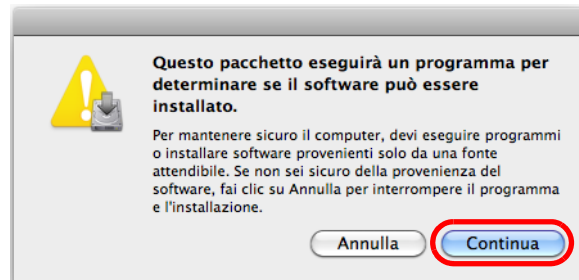 Questo pacchetto eseguirà un programma per
determinare se il software può essere
installato.
Per mantenere sicuro il computer, devi eseguire programmi
o installare software provenienti solo da una fonte
attendibile. Se non sei sicuro della provenienza del
software, fai clic su Annulla per interrompere il programma
e l'installazione.
Annulla
Continua